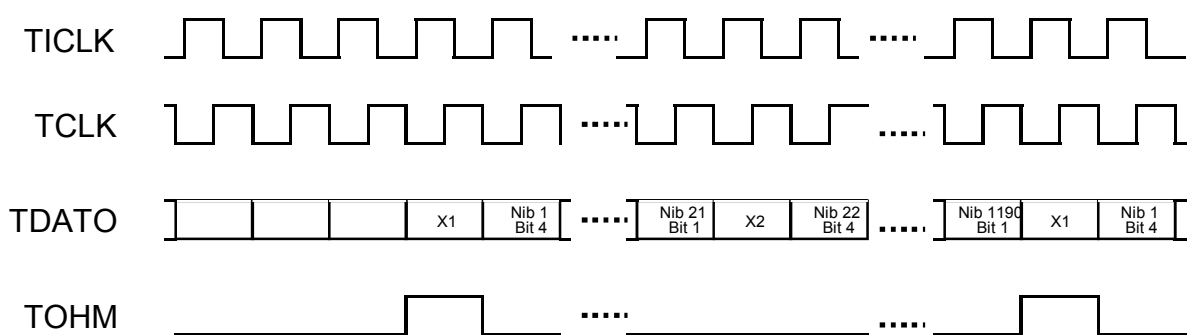 TICLK
TCLK
TDATO
X1
Nib 1
Bit 4
Nib 21
Bit 1
X2
Nib 22
Bit 4
Nib 1190
Bit 1
X1
Nib 1
Bit 4
TOHM